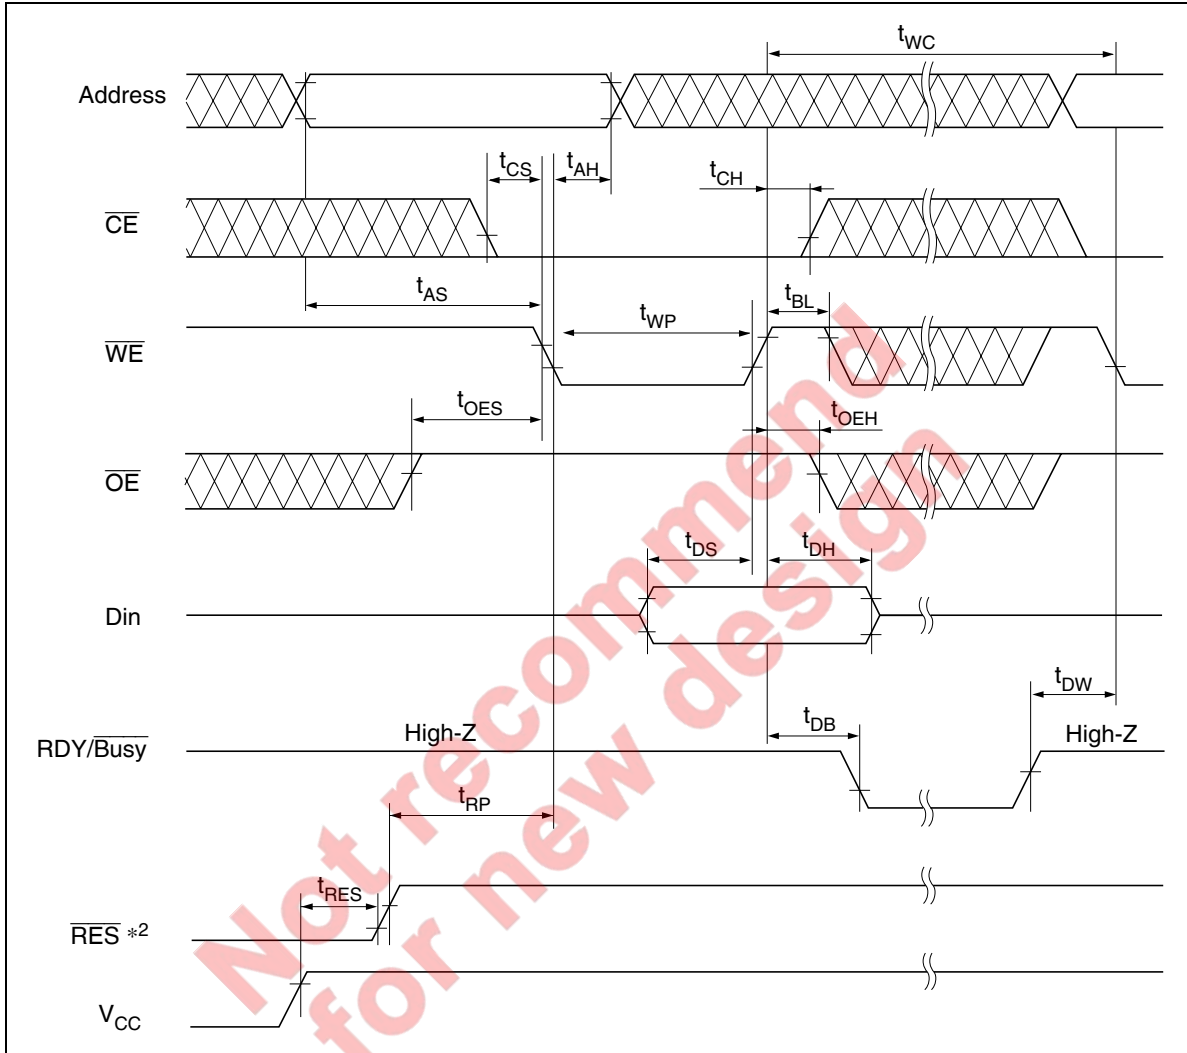 tWC
Address
tCS
tAH
tCH
CE
tAS
tBL
tWP
WE
tOES
tOEH
OE
tDS
tDH
Din
tDW
tDB
High-Z
RDY/Busy
High-Z
tRP
tRES
RES *2
VCC
Not recommend
for new design